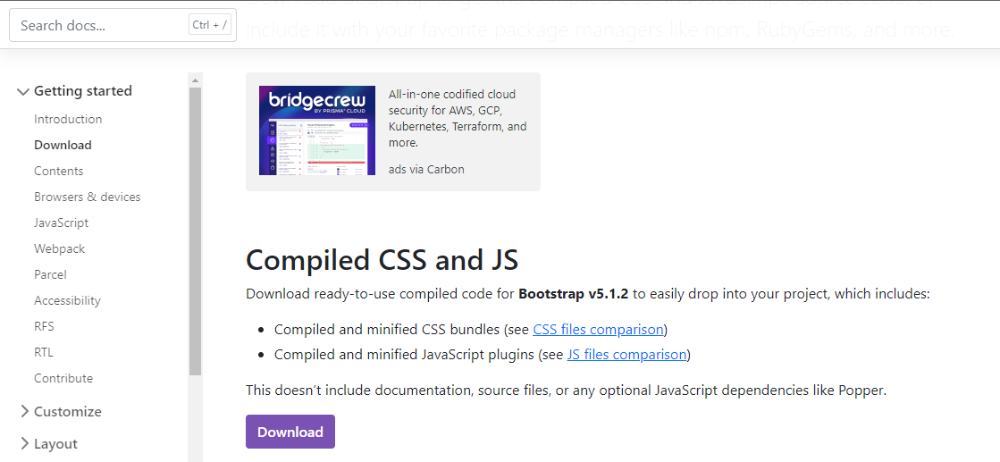 Search docs...
Ctrl + /
include it with your favorite package managers like npm, RubyGems, and more
Getting started
Introduction
Download
Contents
Browsers & devices
JavaScript
Webpack
Parcel
Accessibility
RFS
RTL
Contribute
Customize
Layout
bridgecrew
BY PRISMA® CLOUD
All-in-one codified cloud
security for AWS, GCP,
Kubernetes, Terraform, and
more.
ads via Carbon
Compiled CSS and JS
Download ready-to-use compiled code for Bootstrap v5.1.2 to easily drop into your project, which includes:
• Compiled and minified CSS bundles (see CSS files comparison)
• Compiled and minified JavaScript plugins (see JS files comparison)
This doesn’t include documentation, source files, or any optional JavaScript dependencies like Popper.
Download